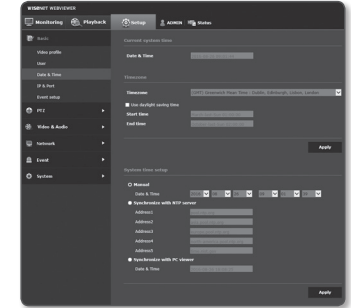 WISENET WEBVIEWER
Monitoring
Playback
Setup
ADMIN
Status
Basic
Video profile
User
Date & Time
IP & Port
Event setup
PTZ
Video & Audio
Network
Event
System
Current system time
Date & Time
Timezone
Timezone
(GMT) Greenwich Mean Time : Dublin, Edinburgh, Lisbon, London
Use daylight saving time
Start time
End time
Apply
System time setup
Manual
Date & Time
Synchronize with NTP server
Address1
Address2
Address3
Address4
Address5
Synchronize with PC viewer
Date & Time
Apply